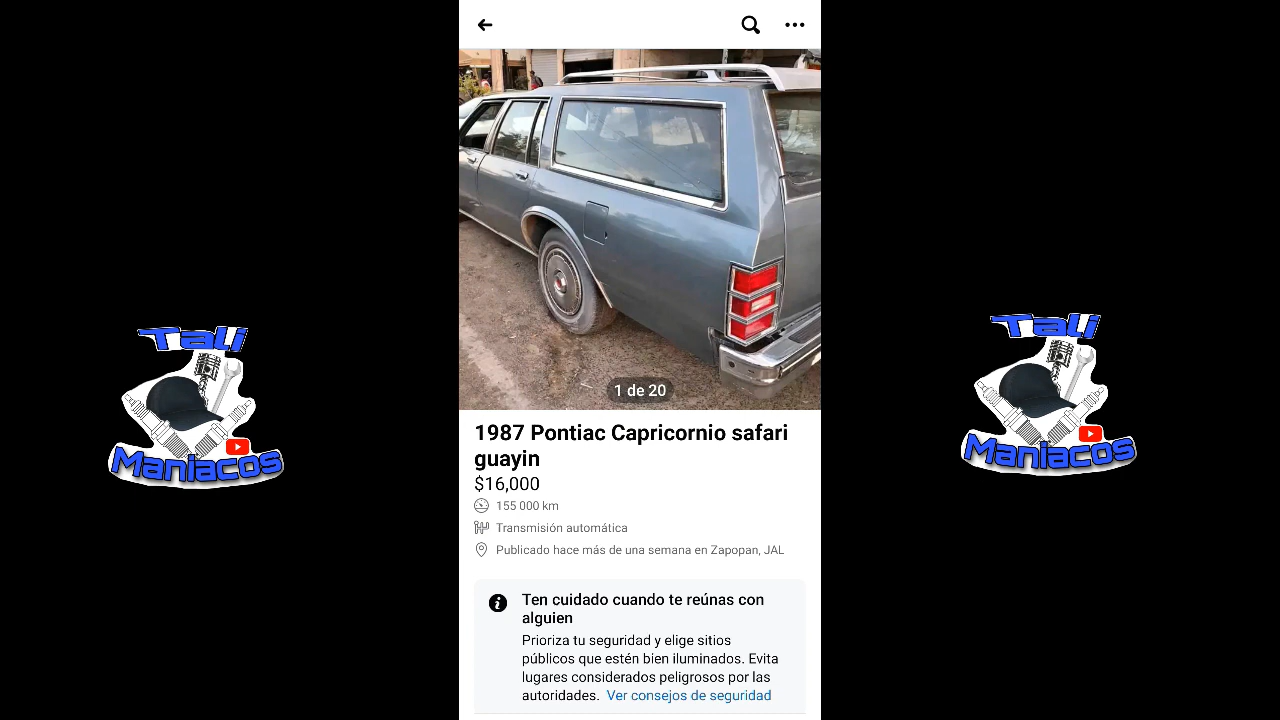 1 de 20
1987 Pontiac Capricornio safari
guayin
$16,000
155 000 km
Transmisión automática
Publicado hace más de una semana en Zapopan, JAL
Ten cuidado cuando te reúnas con
alguien
Prioriza tu seguridad y elige sitios
públicos que estén bien iluminados. Evita
lugares considerados peligrosos por las
autoridades. Ver consejos de seguridad
Tali
Maniacos
Tali
Maniacos